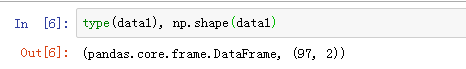 In [6]: type(data1), np.shape(data1)
Out[6]: (pandas.core.frame.DataFrame, (97, 2))